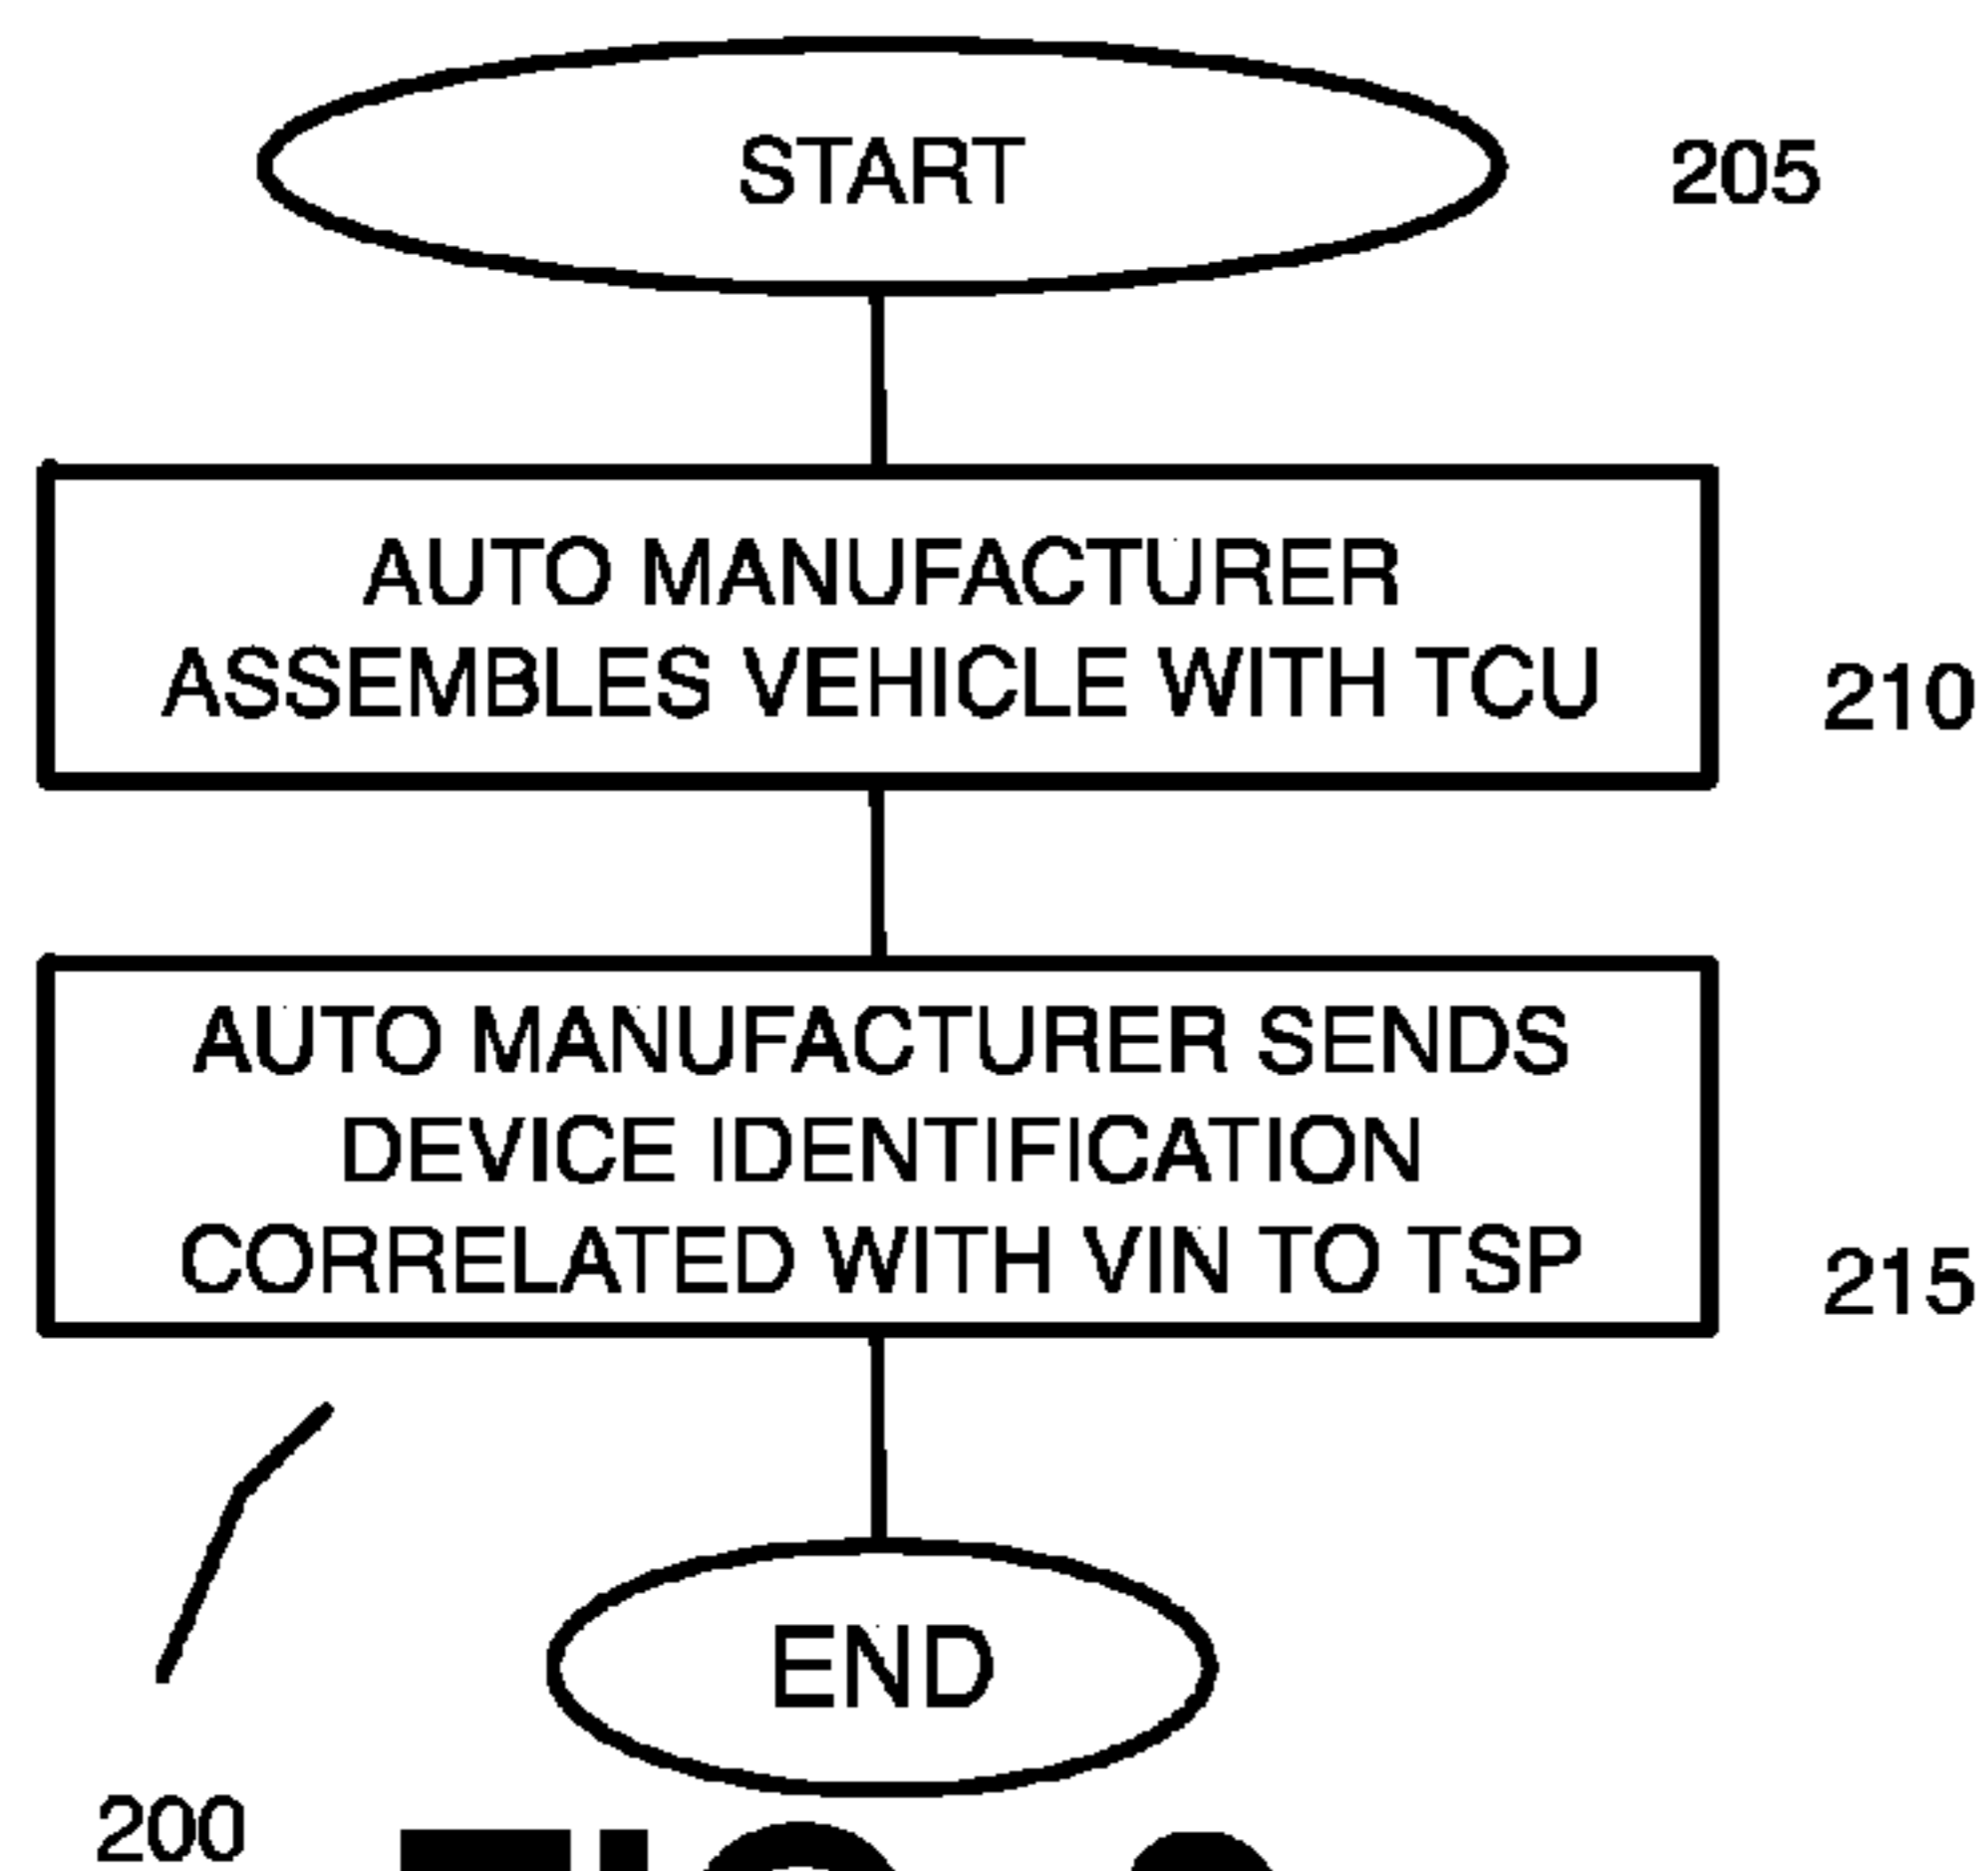 START
205
AUTO MANUFACTURER
ASSEMBLES VEHICLE WITH TCU
210
AUTO MANUFACTURER SENDS
DEVICE IDENTIFICATION
CORRELATED WITH VIN TO TSP
215
END
200